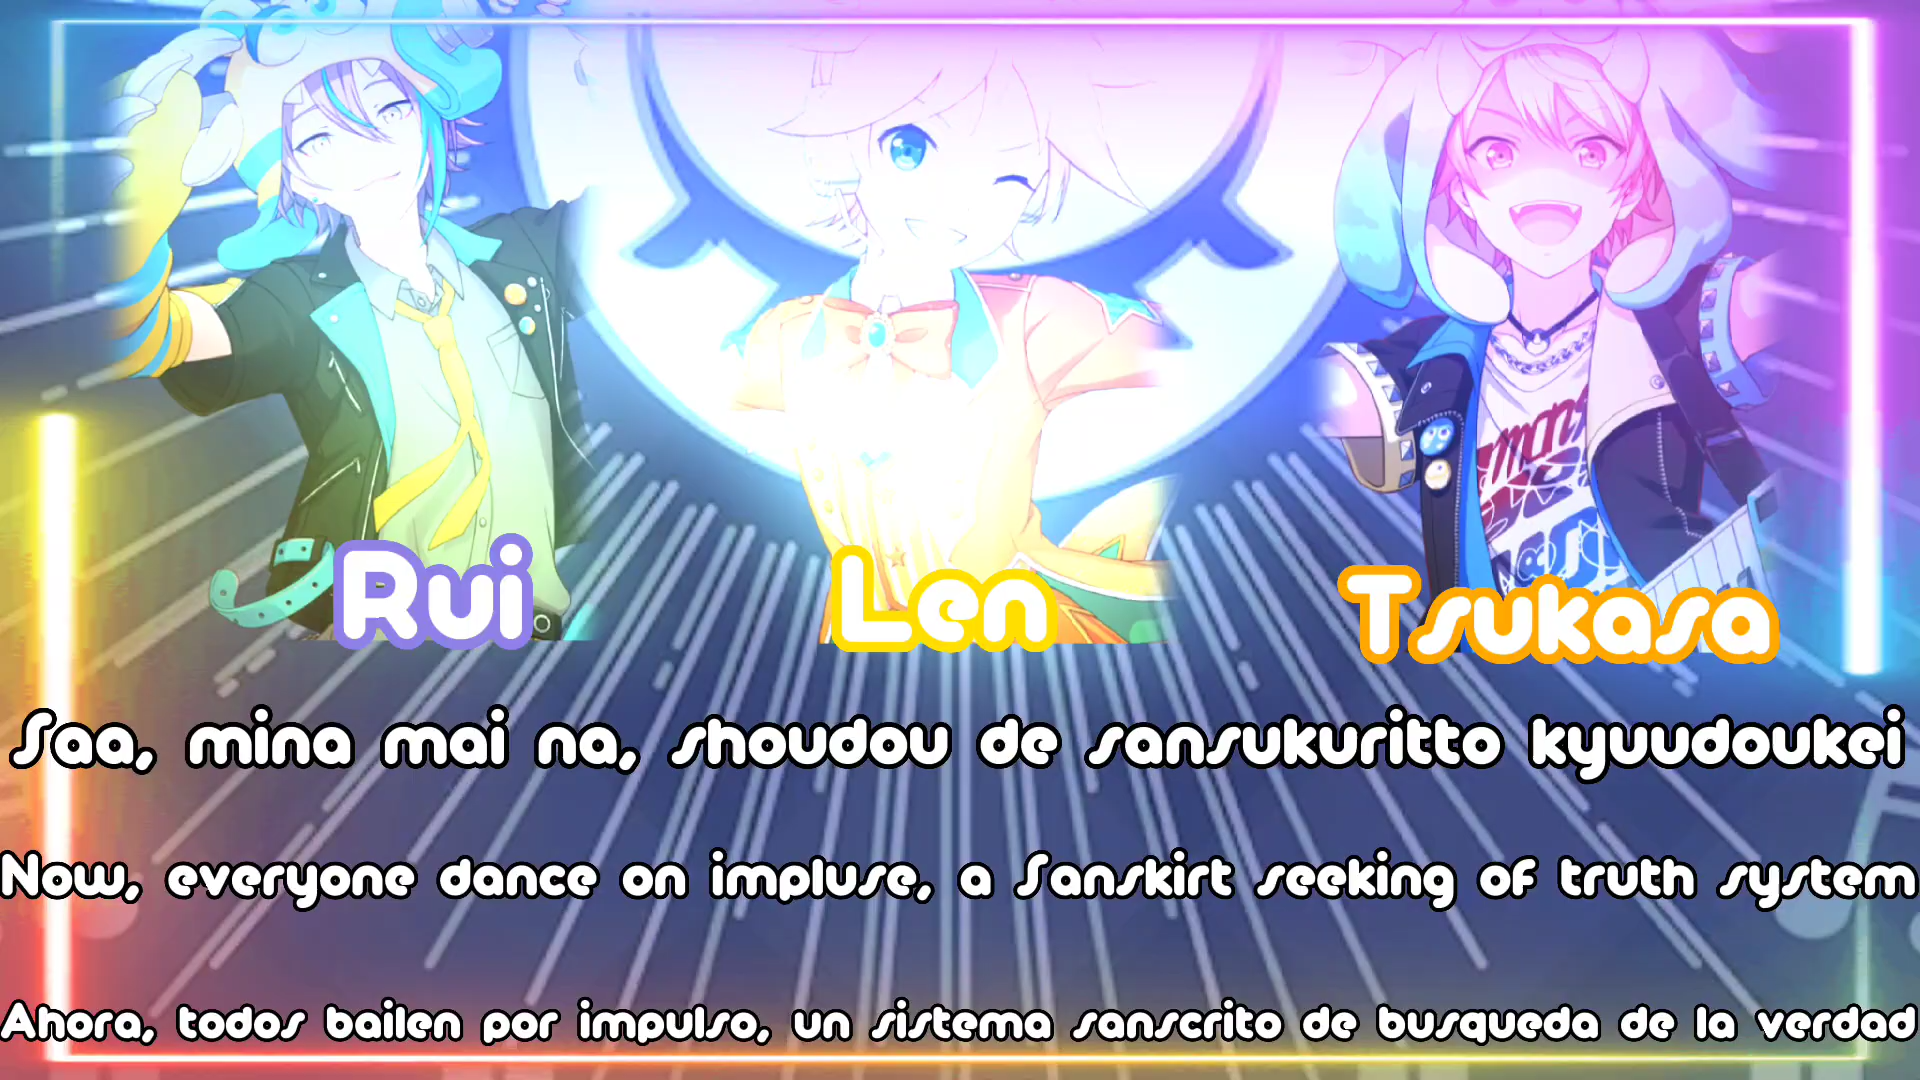 Rui
Len
Tsukasa
Saa, mina mai na, shoudou de sansukuritto kyuudoukei
Now, everyone dance on impluse, a Sanskirt seeking of truth system
Ahora, todos bailen por impulso, un sistema sanscrito de busqueda de la verdad